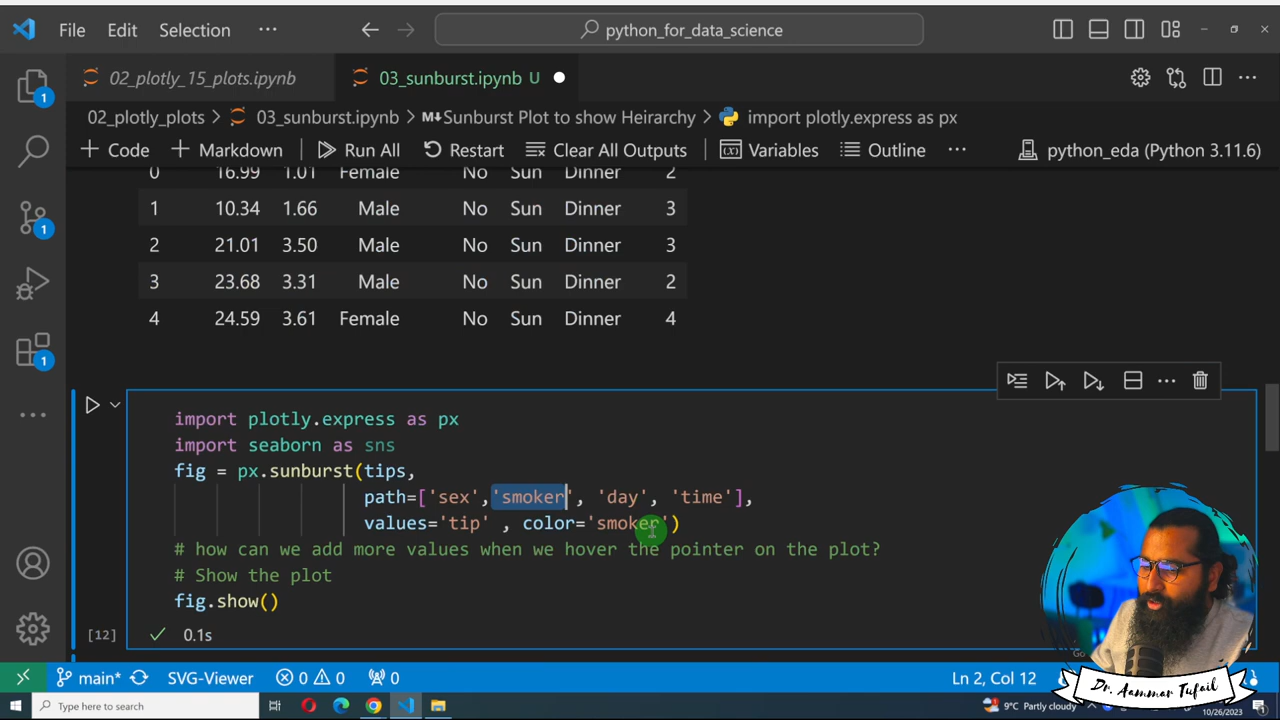 File Edit Selection ··· python_for_data_science
02_plotly_15_plots.ipynb 03_sunburst.ipynb U
02_plotly_plots > 03_sunburst.ipynb > M↓Sunburst Plot to show Heirarchy > import plotly.express as px
+ Code + Markdown Run All Restart Clear All Outputs (x) Variables Outline ··· python_eda (Python 3.11.6)
0 16.99 1.01 Female No Sun Dinner 2
1 10.34 1.66 Male No Sun Dinner 3
2 21.01 3.50 Male No Sun Dinner 3
3 23.68 3.31 Male No Sun Dinner 2
4 24.59 3.61 Female No Sun Dinner 4
1
1
1
import plotly.express as px
import seaborn as sns
fig = px.sunburst(tips,
path=['sex','smoker', 'day', 'time'],
values='tip' , color='smoker')
# how can we add more values when we hover the pointer on the plot?
# Show the plot
fig.show()
[12] 0.1s
main* SVG-Viewer 0 0 0 Ln 2, Col 12 Go
Dr. Aammar Tufail
Type here to search 9°C Partly cloudy 10/26/2023